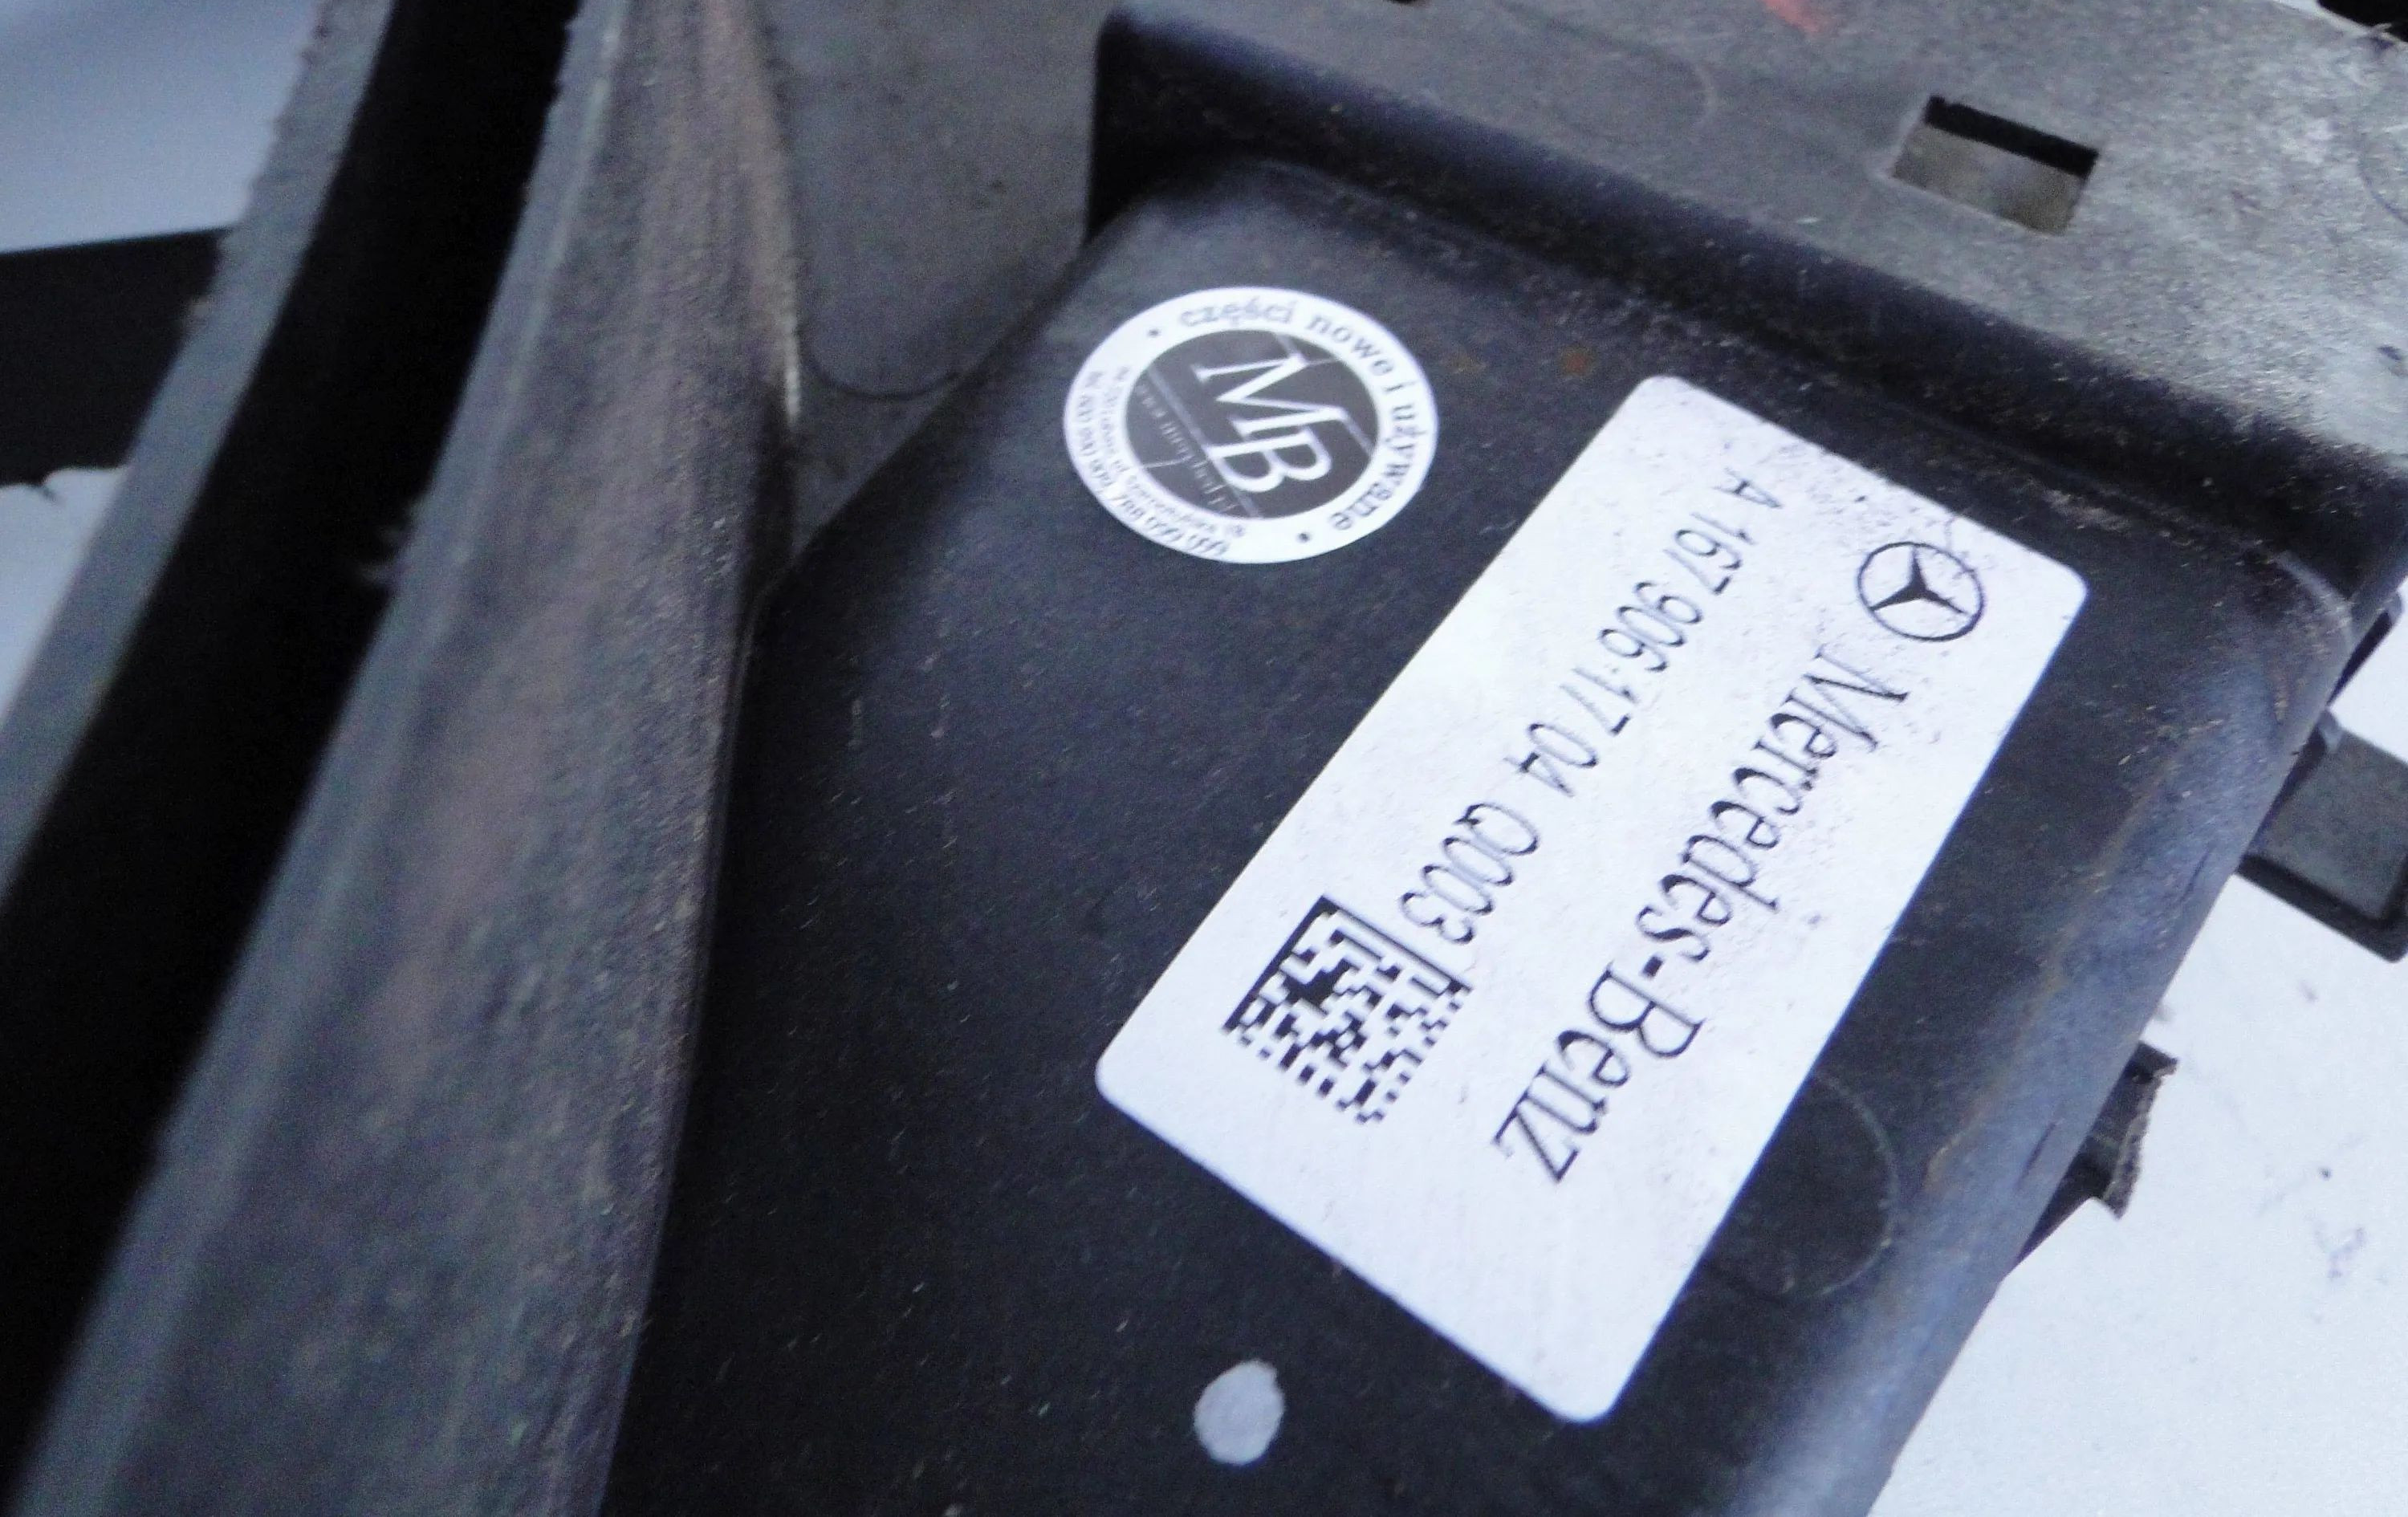 Mercedes-Benz
A 167 906 17 04 Q003
części nowe i używane
MB